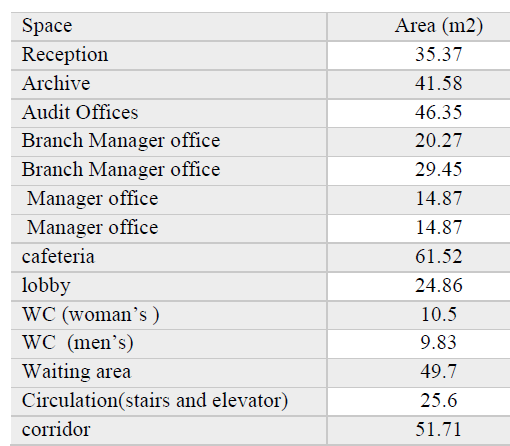 Space Area (m2)
Reception 35.37
Archive 41.58
Audit Offices 46.35
Branch Manager office 20.27
Branch Manager office 29.45
Manager office 14.87
Manager office 14.87
cafeteria 61.52
lobby 24.86
WC (woman’s ) 10.5
WC (men’s) 9.83
Waiting area 49.7
Circulation(stairs and elevator) 25.6
corridor 51.71